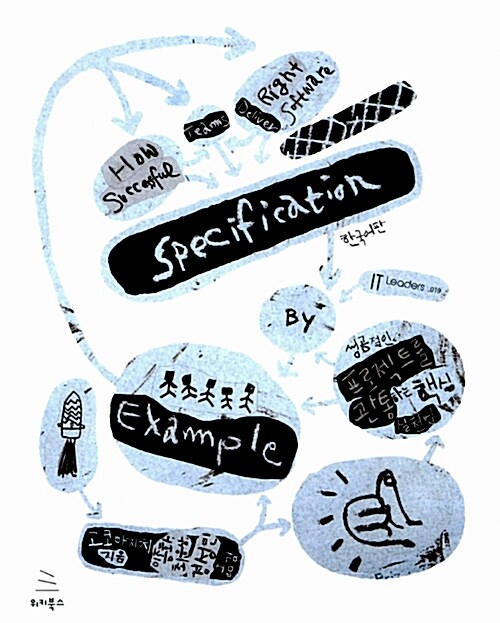 How
Successful
Teams
Deliver
Right
Software
Specification
한국어판
IT Leaders _019
By
성공적인
프로젝트를
관통하는 핵심
실천법
Example
고코 아지치
지음
위키북스